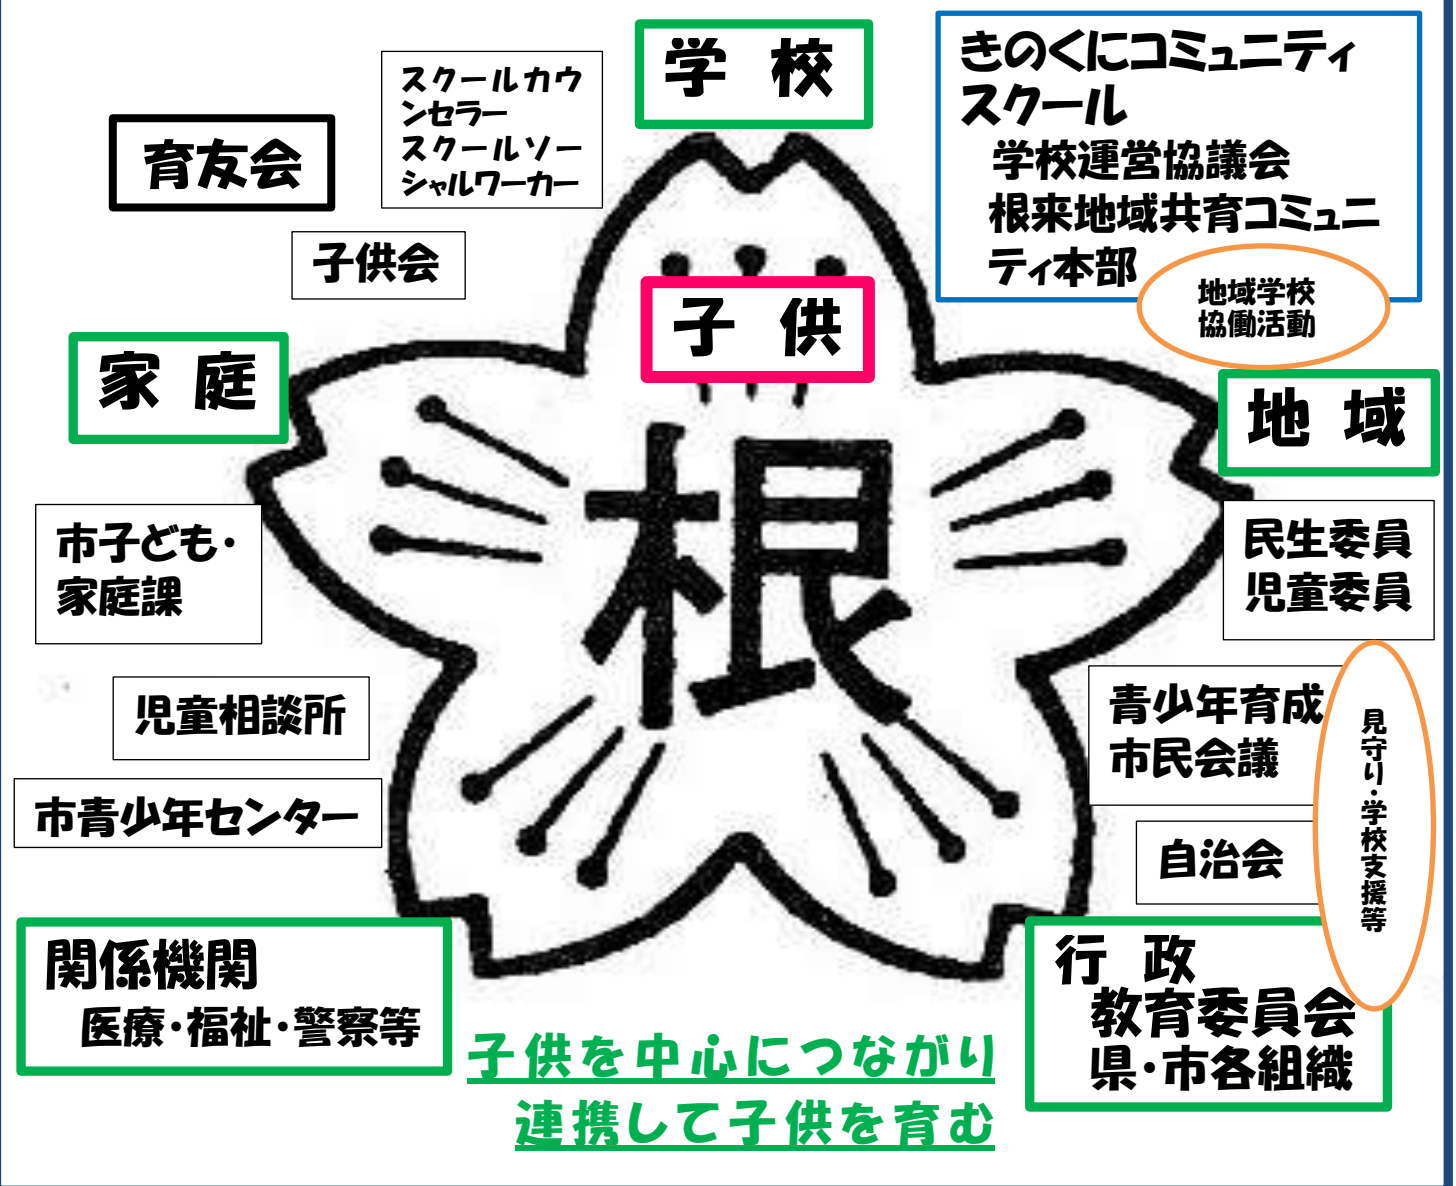 学　校
スクールカウ
ンセラー
スクールソー
シャルワーカー
きのくにコミュニティ
スクール
学校運営協議会
根来地域共育コミュニ
ティ本部
地域学校
協働活動
育友会
子供会
子　供
家　庭
地　域
根
市子ども・
家庭課
民生委員
児童委員
児童相談所
青少年育成
市民会議
見守り・学校支援等
市青少年センター
自治会
関係機関
医療・福祉・警察等
行　政
教育委員会
県・市各組織
子供を中心につながり
連携して子供を育む